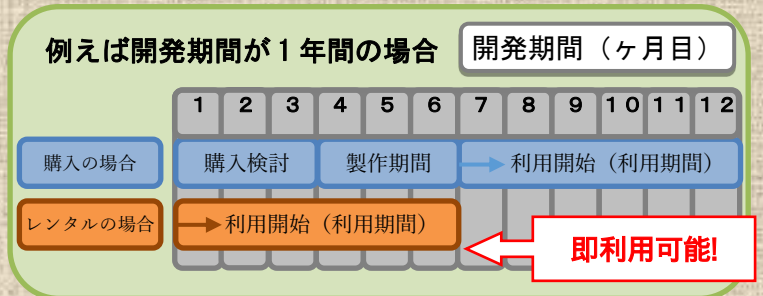 例えば開発期間が１年間の場合 開発期間（ヶ月目）
1 2 3 4 5 6 7 8 9 10 11 12
購入の場合 購入検討 製作期間 利用開始（利用期間）
レンタルの場合 利用開始（利用期間）
即利用可能!